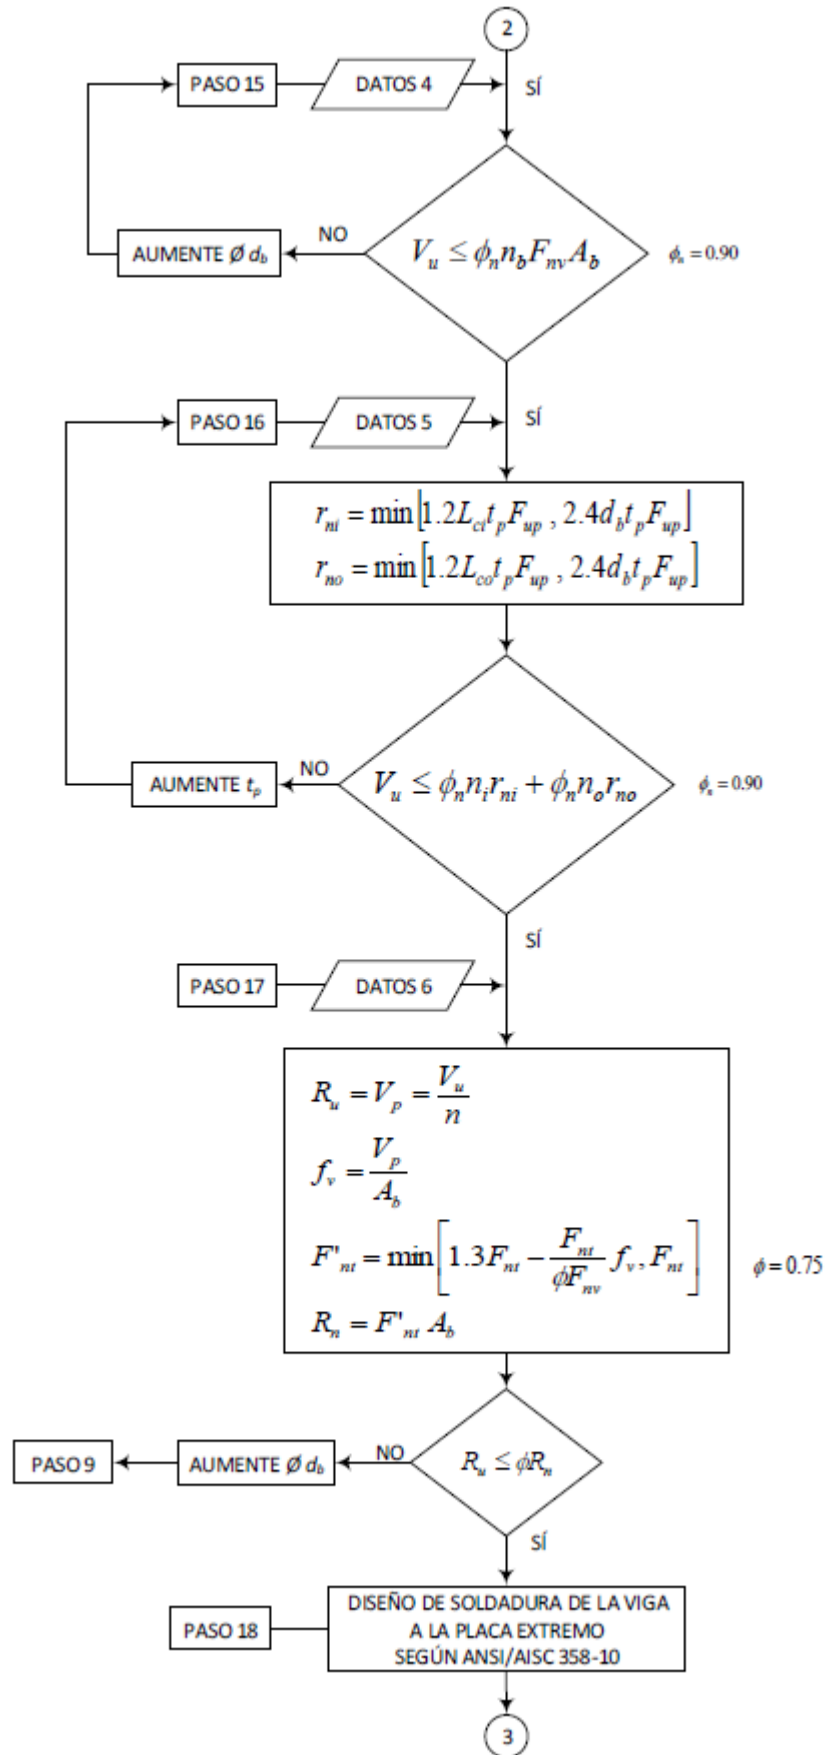 2
PASO 15
DATOS 4
SÍ
NO
AUMENTE Ø d_b
V_u ≤ ϕ_n n_b F_nv A_b
ϕ_n = 0.90
PASO 16
DATOS 5
SÍ
r_ni = min[1.2L_ci t_p F_up , 2.4d_b t_p F_up]
r_no = min[1.2L_co t_p F_up , 2.4d_b t_p F_up]
NO
AUMENTE t_p
V_u ≤ ϕ_n n_i r_ni + ϕ_n n_o r_no
ϕ_n = 0.90
SÍ
PASO 17
DATOS 6
R_u = V_p = V_u / n
f_v = V_p / A_b
F'_nt = min[1.3F_nt − F_nt / ϕF_nv f_v, F_nt]
ϕ = 0.75
R_n = F'_nt A_b
PASO 9
AUMENTE Ø d_b
NO
R_u ≤ ϕR_n
SÍ
PASO 18
DISEÑO DE SOLDADURA DE LA VIGA
A LA PLACA EXTREMO
SEGÚN ANSI/AISC 358-10
3